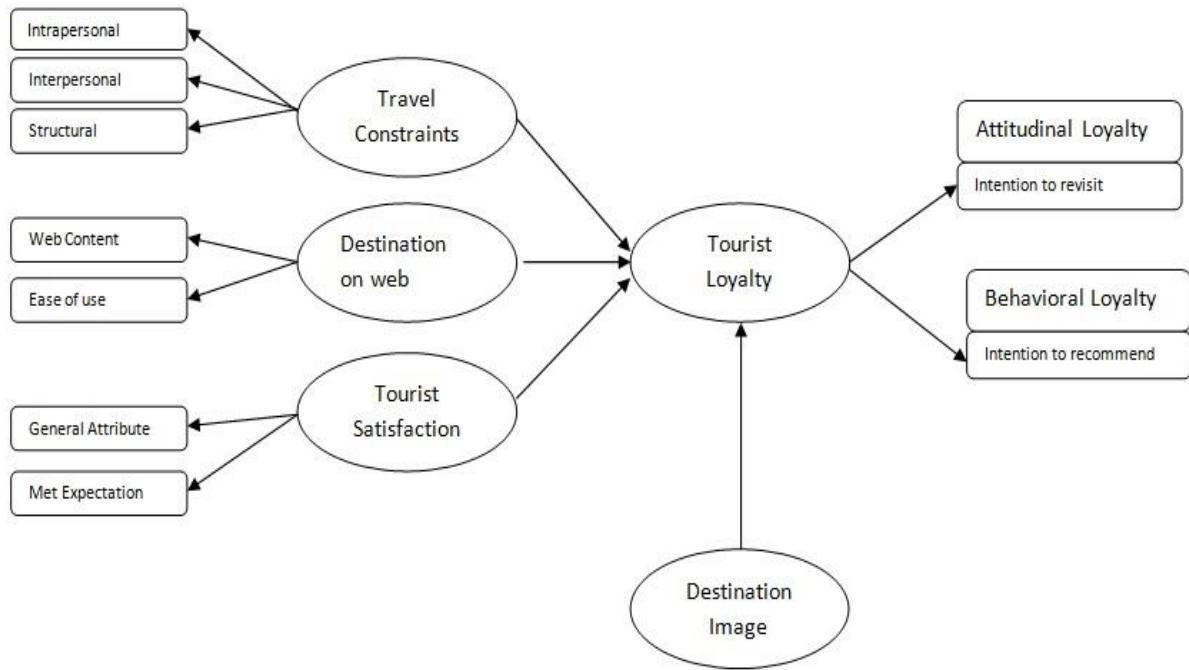 Intrapersonal
Interpersonal
Structural
Travel
Constraints
Web Content
Ease of use
Destination
on web
General Attribute
Met Expectation
Tourist
Satisfaction
Tourist
Loyalty
Destination
Image
Attitudinal Loyalty
Intention to revisit
Behavioral Loyalty
Intention to recommend